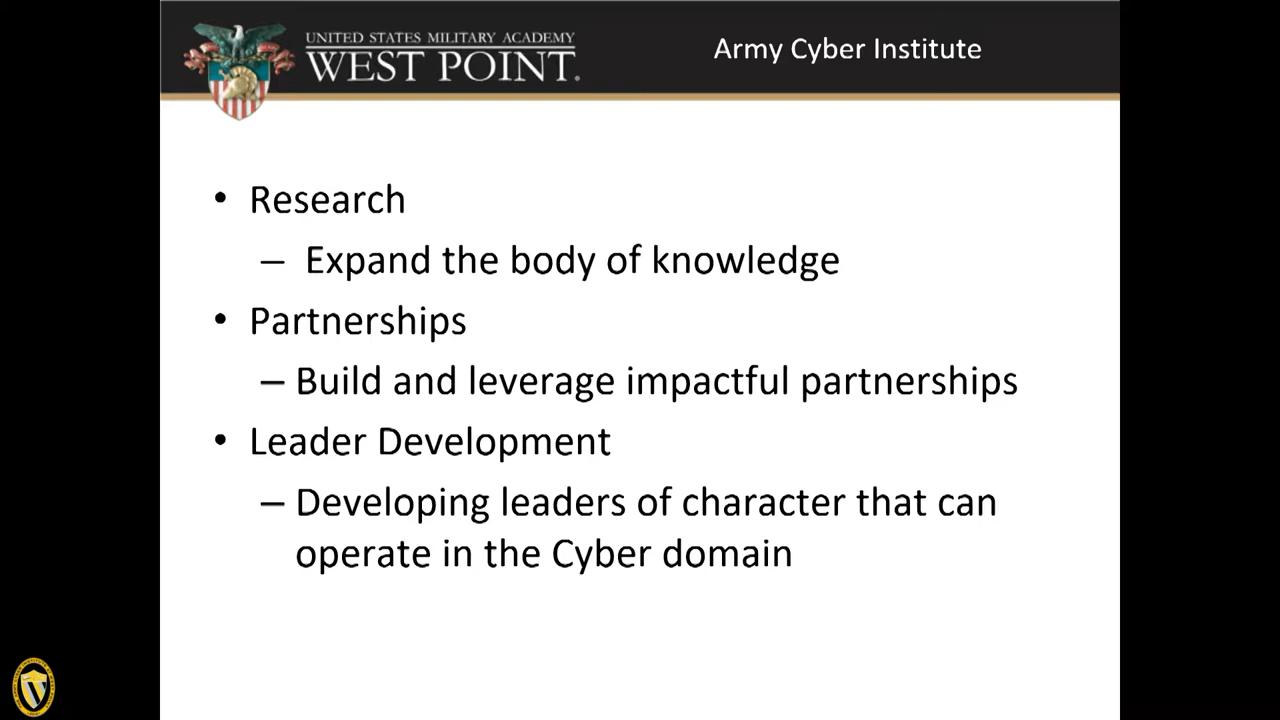 UNITED STATES MILITARY ACADEMY
WEST POINT.
Army Cyber Institute
• Research
– Expand the body of knowledge
• Partnerships
– Build and leverage impactful partnerships
• Leader Development
– Developing leaders of character that can
operate in the Cyber domain